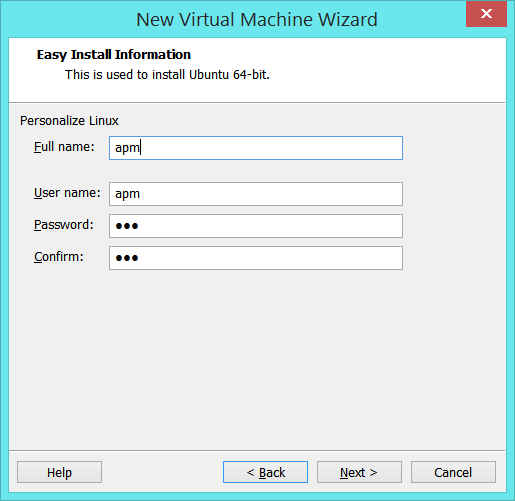 New Virtual Machine Wizard
Easy Install Information
This is used to install Ubuntu 64-bit.
Personalize Linux
Full name: apm
User name: apm
Password: ●●●
Confirm: ●●●
Help < Back Next > Cancel